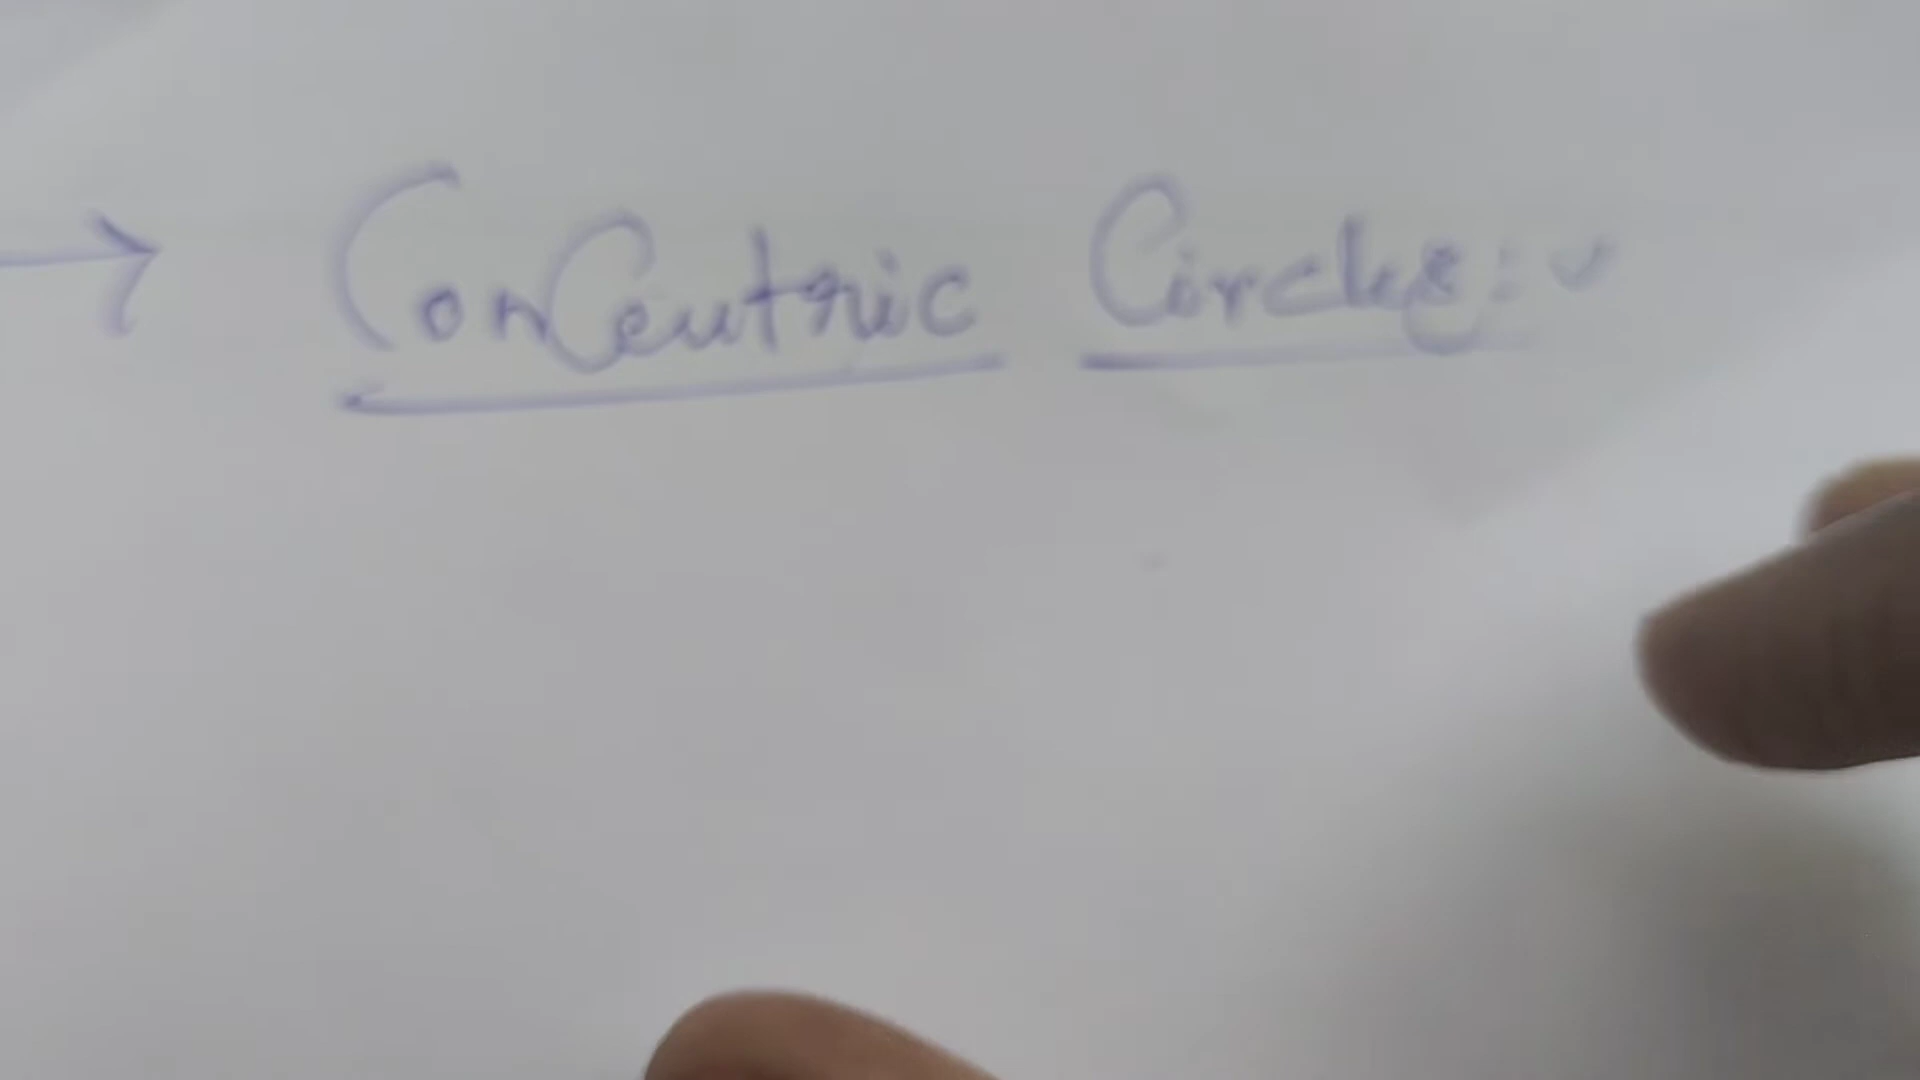 → ConCentric Circles :-